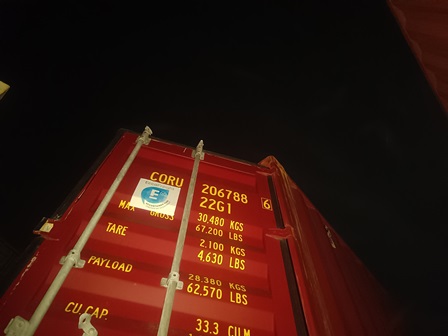 CORU 206788 6
22G1
E
MAX GROSS 30.480 KGS
67.200 LBS
TARE 2.100 KGS
4,630 LBS
PAYLOAD 28.380 KGS
62,570 LBS
CU.CAP. 33.3 CU.M.